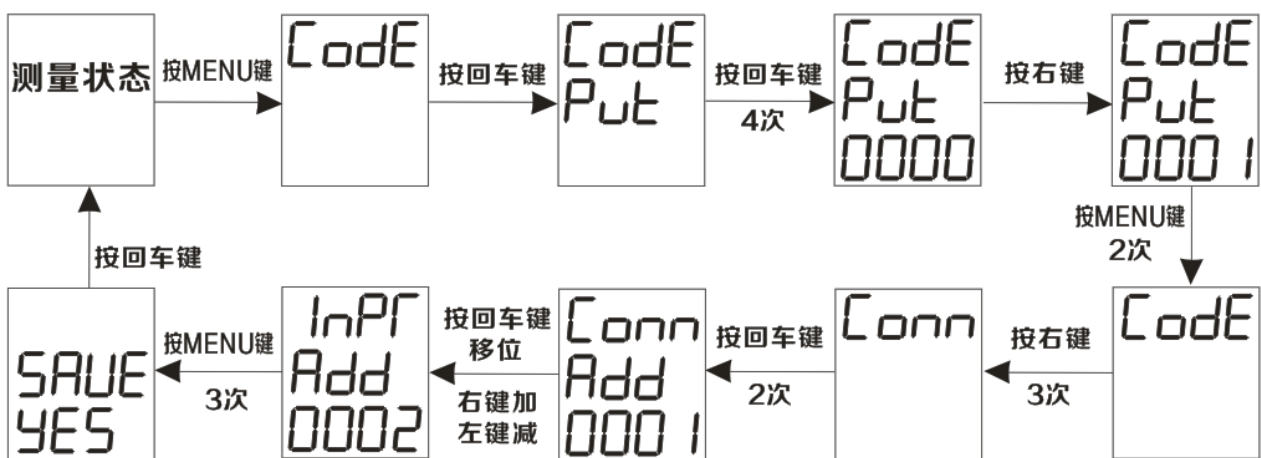 测量状态
按MENU键
CodE
按回车键
CodE
Put
按回车键
4次
CodE
Put
0000
按右键
CodE
Put
0001
按MENU键
2次
CodE
按右键
3次
Conn
按回车键
2次
Conn
Add
0001
按回车键
移位
右键加
左键减
InPT
Add
0002
按MENU键
3次
SAVE
YES
按回车键